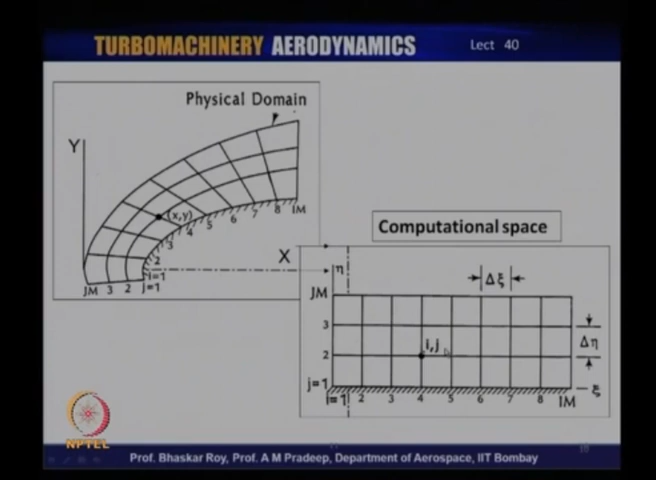 TURBOMACHINERY AERODYNAMICS Lect 40
Physical Domain
Y
(x,y)
8 IM
7
6
5
4
3
2
i=1
X
JM 3 2 j=1
Computational space
η
Δξ
JM
3
Δη
i,j
2
j=1
ξ
i=1 2 3 4 5 6 7 8 IM
NPTEL
Prof. Bhaskar Roy, Prof. A M Pradeep, Department of Aerospace, IIT Bombay